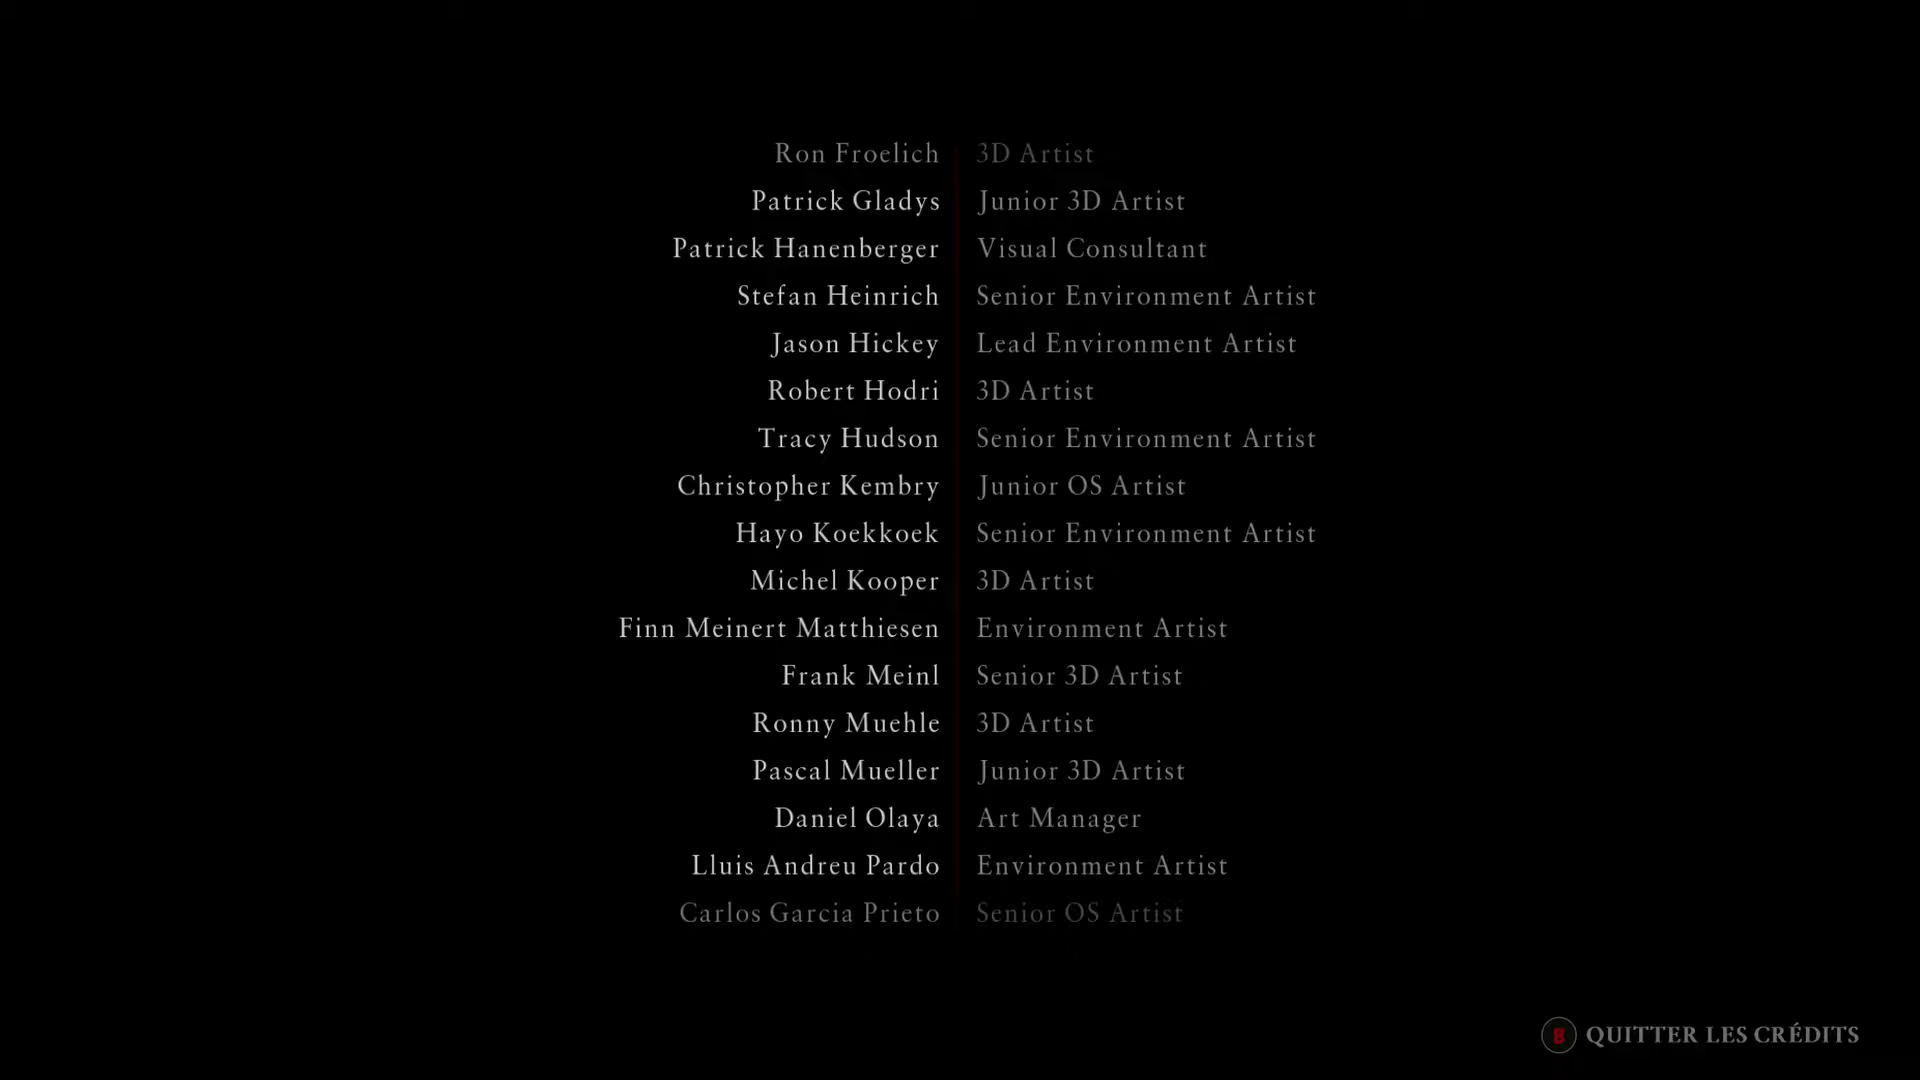 Ron Froelich 3D Artist
Patrick Gladys Junior 3D Artist
Patrick Hanenberger Visual Consultant
Stefan Heinrich Senior Environment Artist
Jason Hickey Lead Environment Artist
Robert Hodri 3D Artist
Tracy Hudson Senior Environment Artist
Christopher Kembry Junior OS Artist
Hayo Koekkoek Senior Environment Artist
Michel Kooper 3D Artist
Finn Meinert Matthiesen Environment Artist
Frank Meinl Senior 3D Artist
Ronny Muehle 3D Artist
Pascal Mueller Junior 3D Artist
Daniel Olaya Art Manager
Lluis Andreu Pardo Environment Artist
Carlos Garcia Prieto Senior OS Artist
B QUITTER LES CRÉDITS